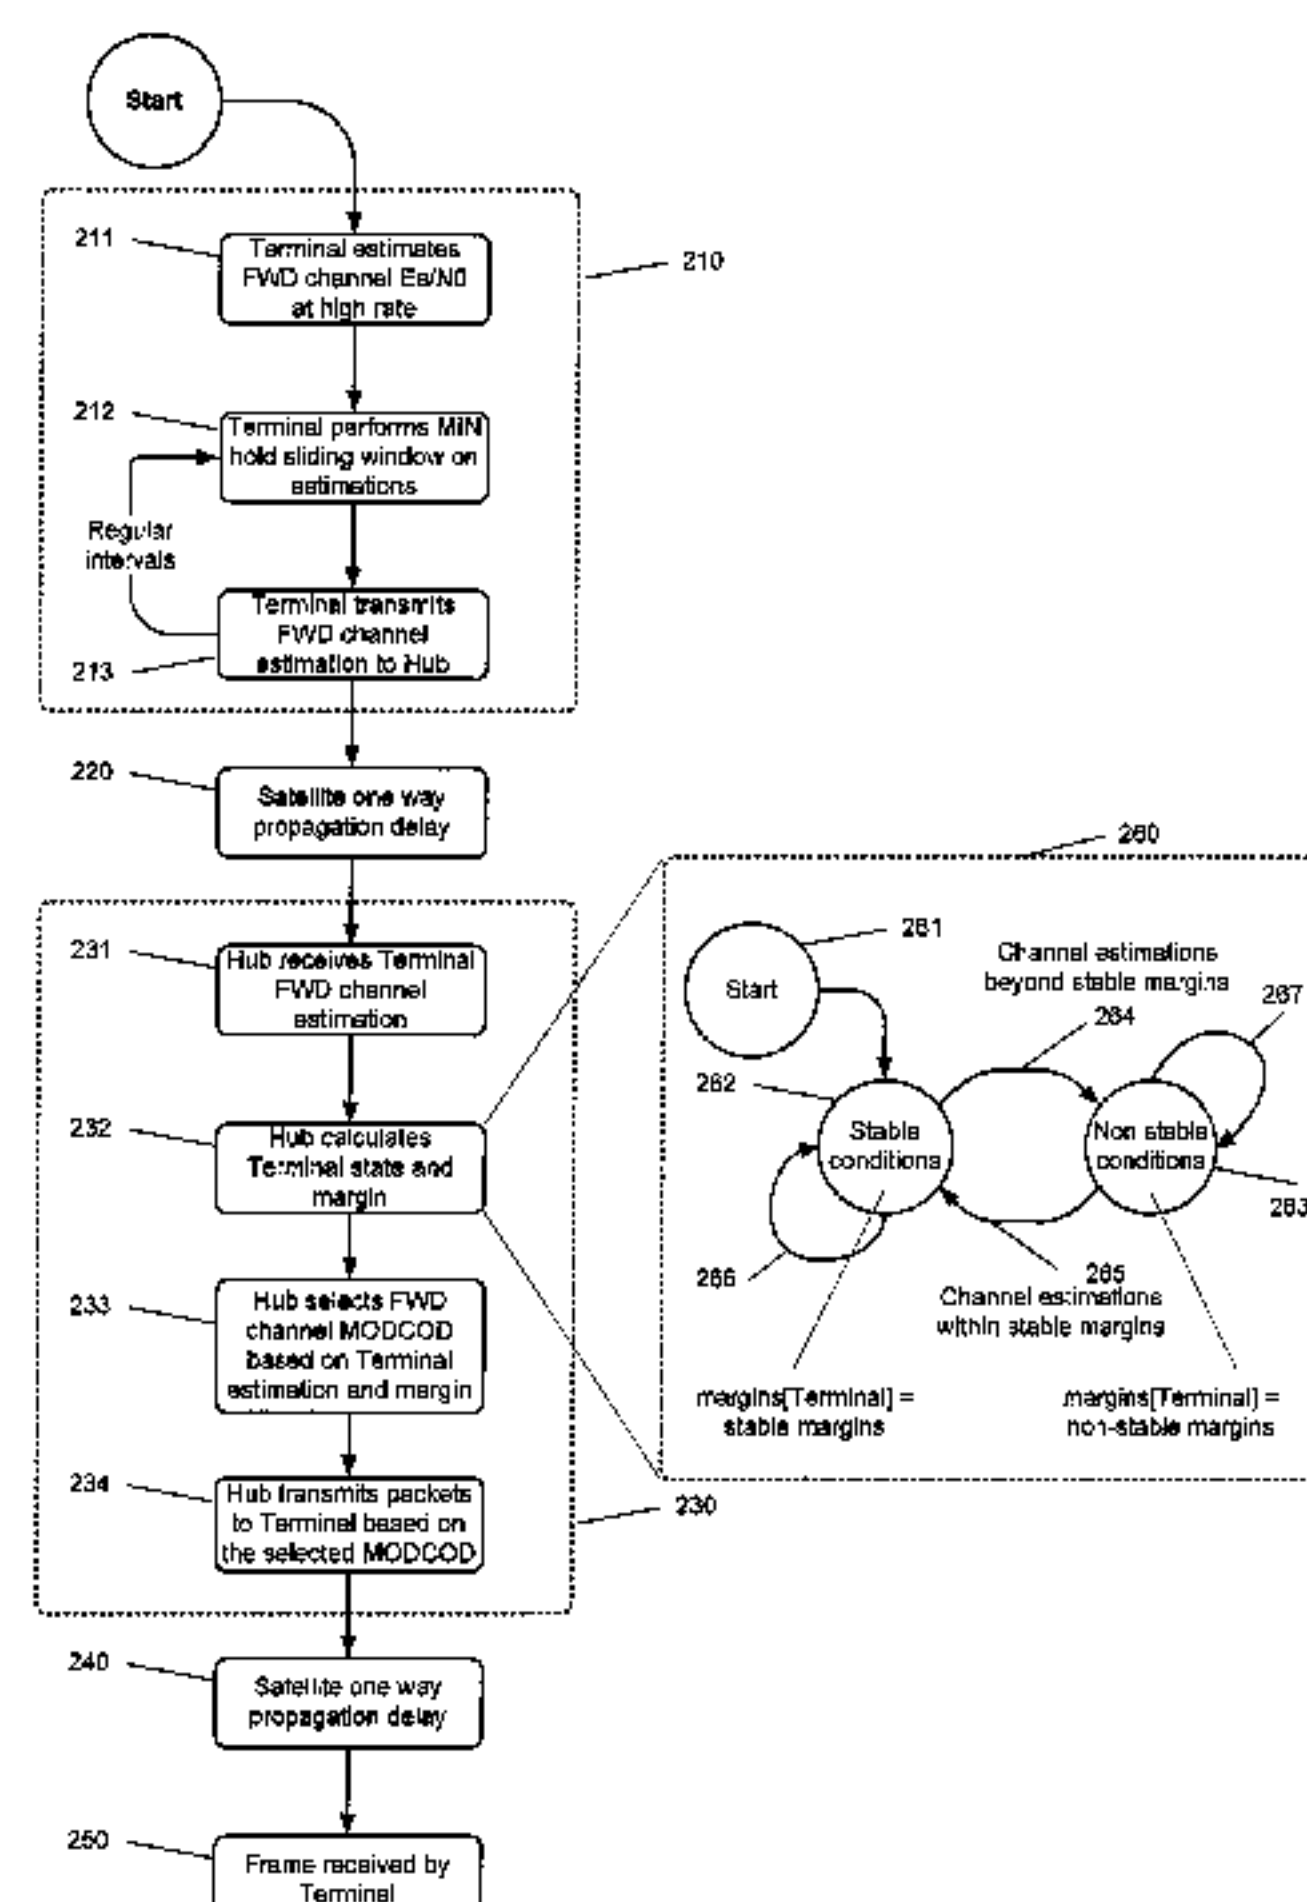 Start
211
Terminal estimates
FWD channel Es/N0
at high rate
210
212
Terminal performs MIN
hold sliding window on
estimations
Regular
intervals
Terminal transmits
FWD channel
estimation to Hub
213
220
Satellite one way
propagation delay
260
231
Hub receives Terminal
FWD channel
estimation
261
Start
Channel estimations
beyond stable margins
264
267
262
Stable
conditions
Non stable
conditions
263
232
Hub calculates
Terminal state and
margin
266
265
Channel estimations
within stable margins
233
Hub selects FWD
channel MODCOD
based on Terminal
estimation and margin
margins[Terminal] =
stable margins
margins[Terminal] =
non-stable margins
234
Hub transmits packets
to Terminal based on
the selected MODCOD
230
240
Satellite one way
propagation delay
250
Frame received by
Terminal